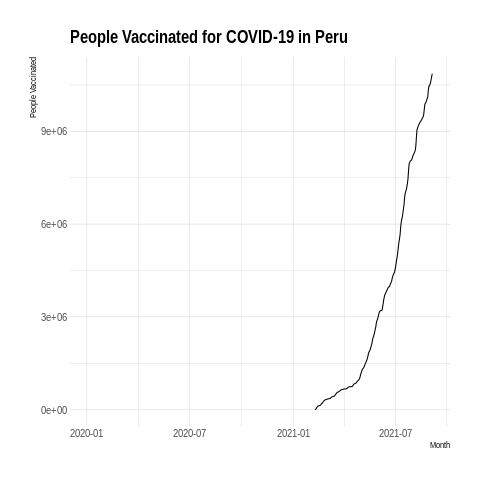 People Vaccinated for COVID-19 in Peru
People Vaccinated
9e+06
6e+06
3e+06
0e+00
2020-01 2020-07 2021-01 2021-07
Month